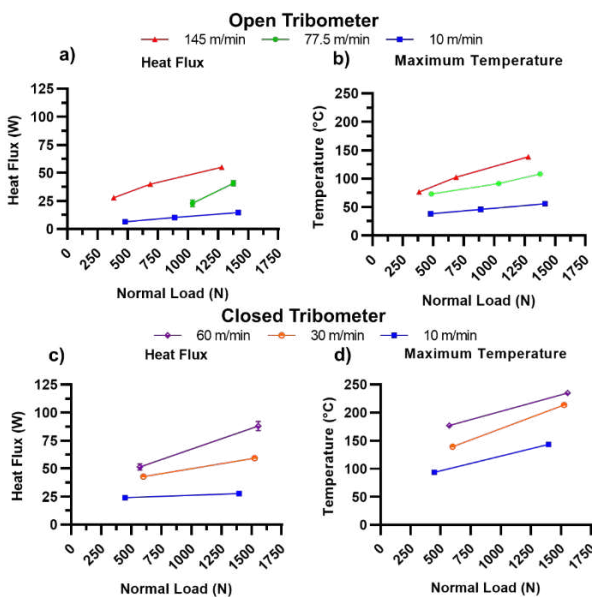 Open Tribometer
145 m/min 77.5 m/min 10 m/min
a) Heat Flux
Heat Flux (W)
125
100
75
50
25
0
0 250 500 750 1000 1250 1500 1750
Normal Load (N)
b) Maximum Temperature
Temperature (°C)
250
200
150
100
50
0
0 250 500 750 1000 1250 1500 1750
Normal Load (N)
Closed Tribometer
60 m/min 30 m/min 10 m/min
c) Heat Flux
Heat Flux (W)
125
100
75
50
25
0
0 250 500 750 1000 1250 1500 1750
Normal Load (N)
d) Maximum Temperature
Temperature (°C)
250
200
150
100
50
0
0 250 500 750 1000 1250 1500 1750
Normal Load (N)